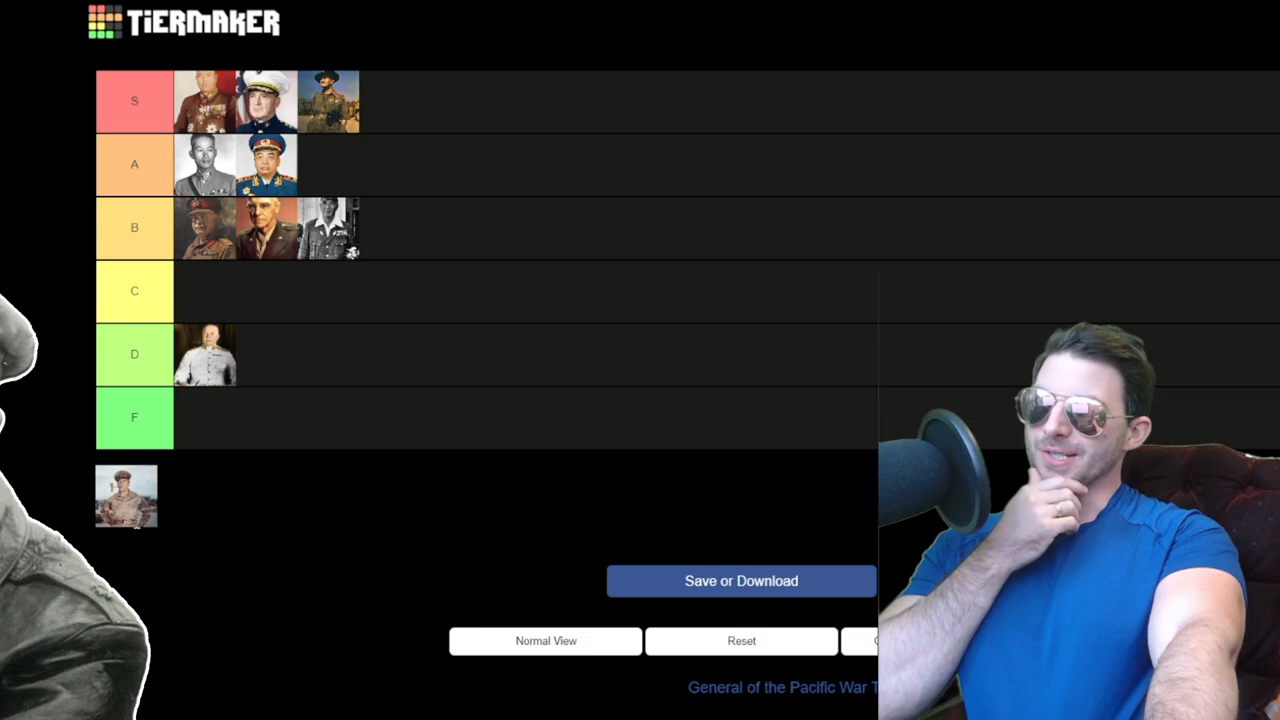 TiERMAKER
S
A
B
C
D
F
Save or Download
Normal View
Reset
General of the Pacific War T